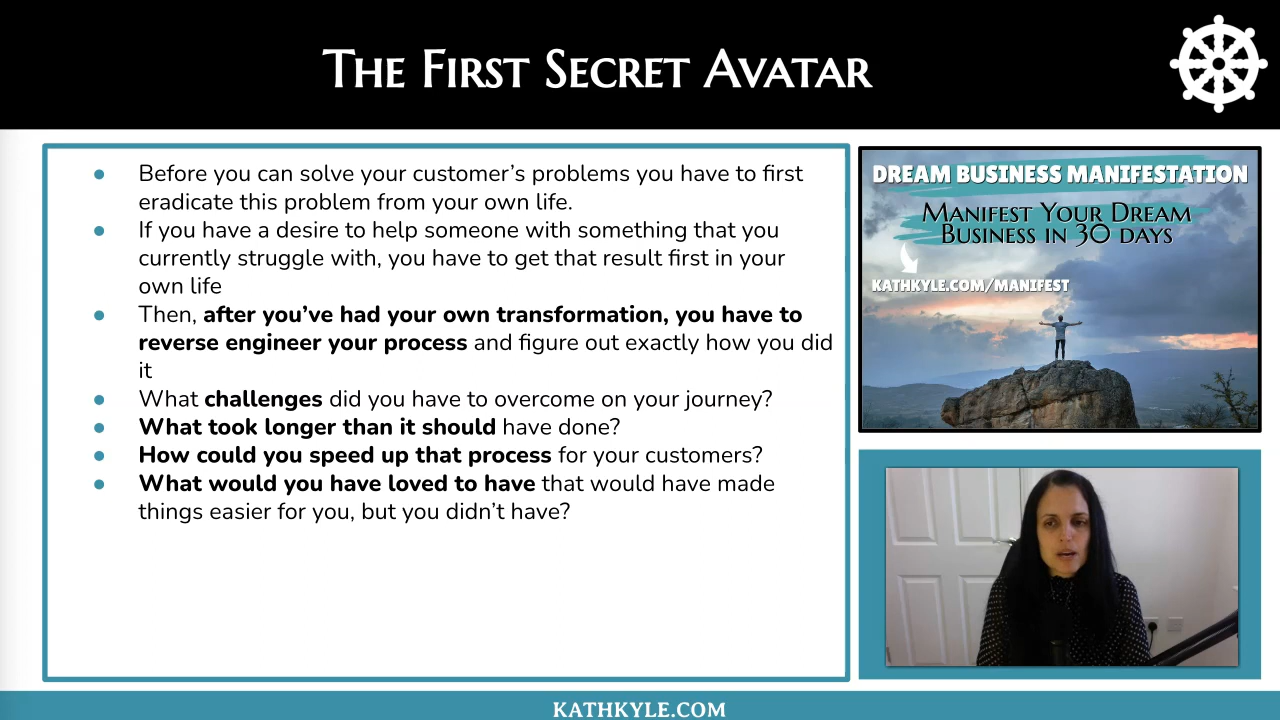 The First Secret Avatar
● Before you can solve your customer’s problems you have to first
eradicate this problem from your own life.
● If you have a desire to help someone with something that you
currently struggle with, you have to get that result first in your
own life
● Then, after you’ve had your own transformation, you have to
reverse engineer your process and figure out exactly how you did
it
● What challenges did you have to overcome on your journey?
● What took longer than it should have done?
● How could you speed up that process for your customers?
● What would you have loved to have that would have made
things easier for you, but you didn’t have?
DREAM BUSINESS MANIFESTATION
Manifest Your Dream
Business in 30 days
KATHKYLE.COM/MANIFEST
KATHKYLE.COM